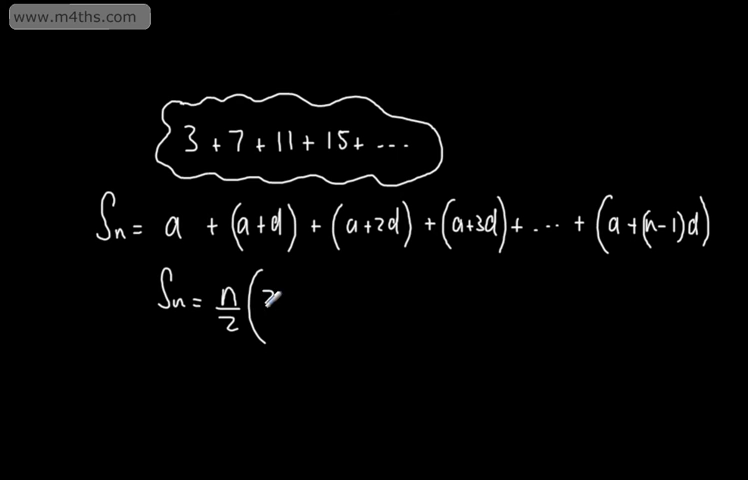 www.m4ths.com
3 + 7 + 11 + 15 + ...
Sn = a + (a+d) + (a+2d) + (a+3d) + ... + (a+(n-1)d)
Sn = n/2 (